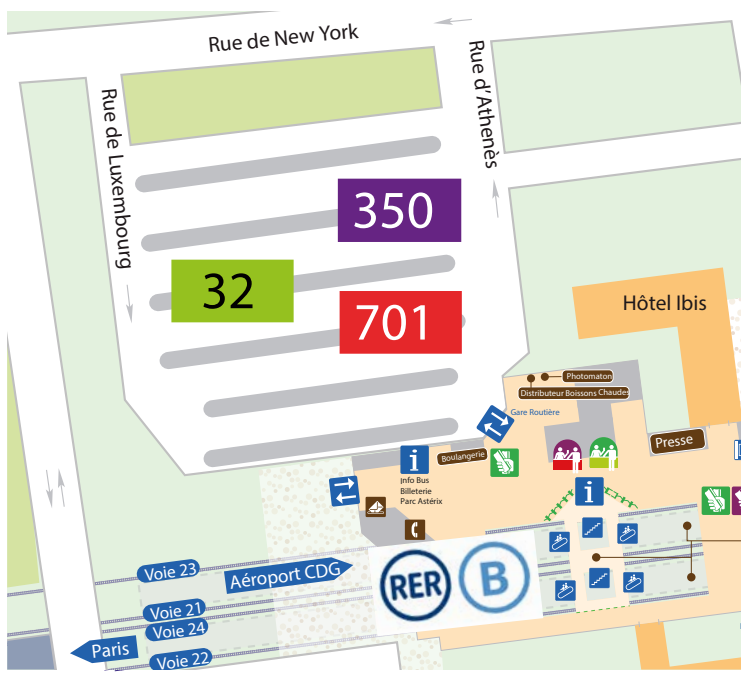 Rue de New York
Rue de Luxembourg
Rue d'Athenès
350
32
701
Hôtel Ibis
Photomaton
Distributeur Boissons Chaudes
Gare Routière
Presse
Boulangerie
i
Info Bus
Billeterie
Parc Astérix
i
Voie 23
Aéroport CDG
RER
B
Voie 21
Voie 24
Paris
Voie 22